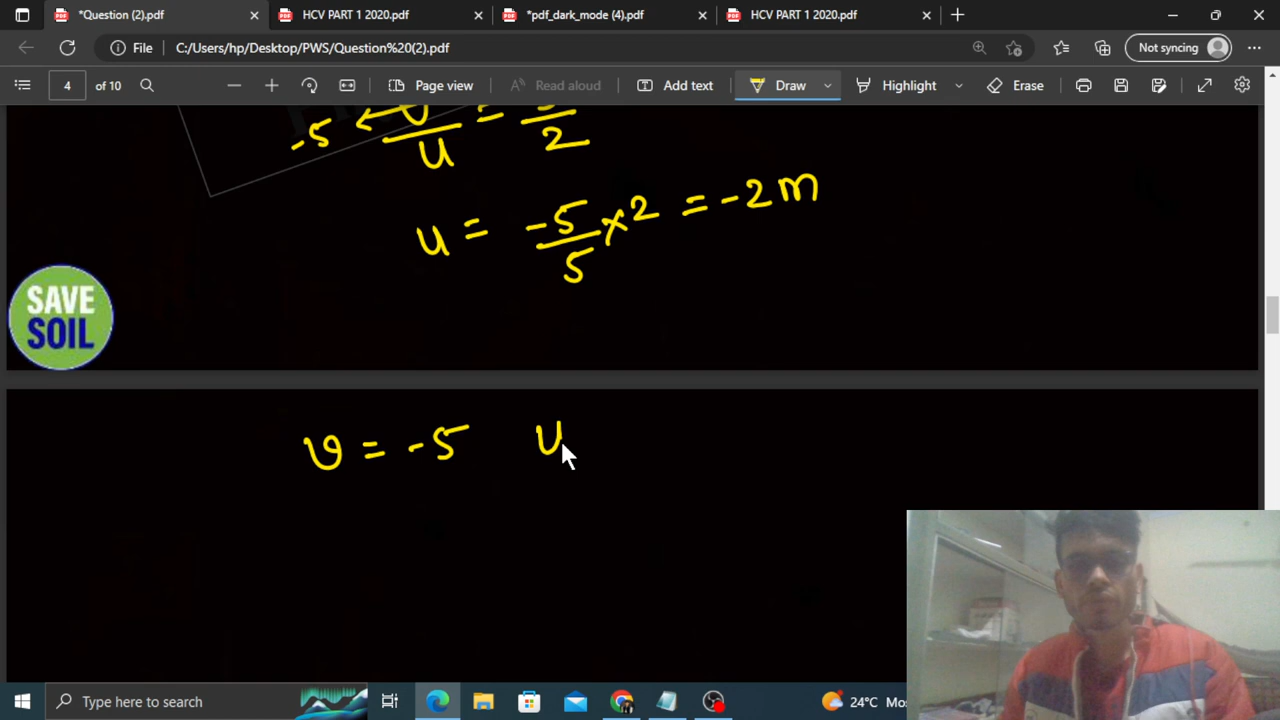 *Question (2).pdf
HCV PART 1 2020.pdf
*pdf_dark_mode (4).pdf
HCV PART 1 2020.pdf
File C:/Users/hp/Desktop/PWS/Question%20(2).pdf
Not syncing
4 of 10
Page view
Read aloud
Add text
Draw
Highlight
Erase
-5
u
2
u = -5/5 × 2 = -2m
SAVE
SOIL
v = -5 u
Type here to search
24°C